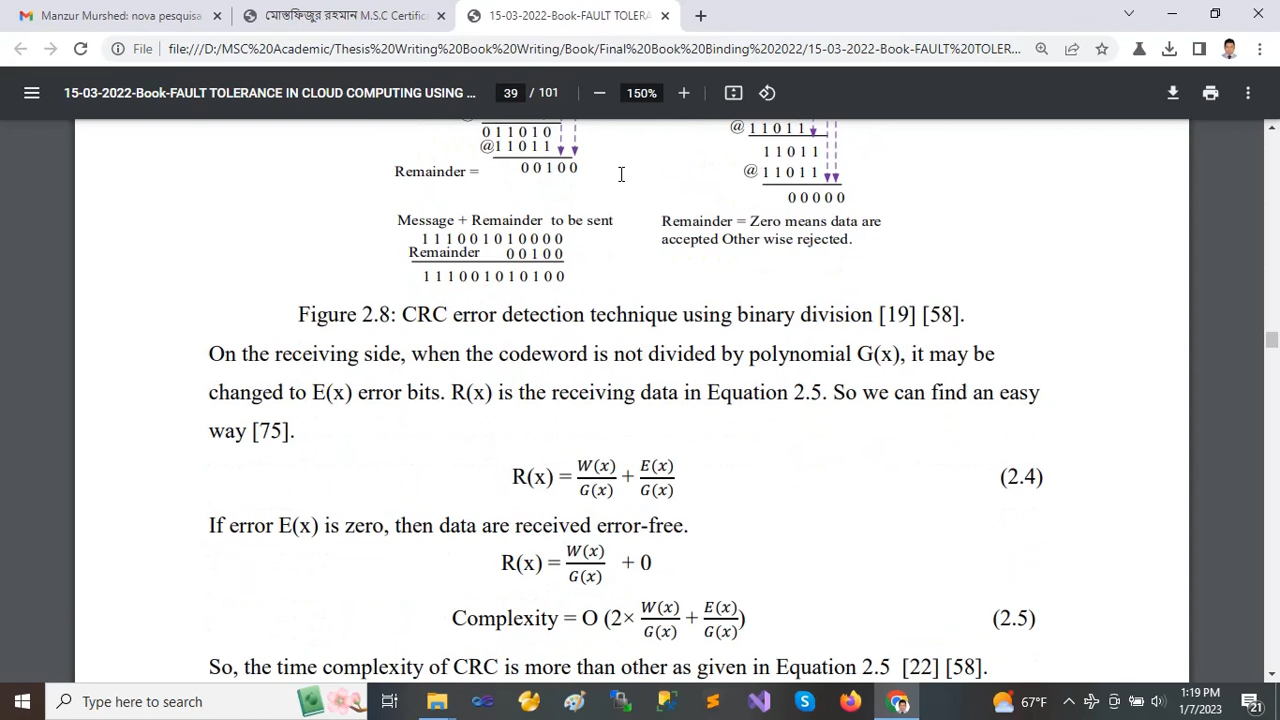 Manzur Murshed: nova pesquisa
মোস্তফিজুর রহমান M.S.C Certific
15-03-2022-Book-FAULT TOLERA
File
file:///D:/MSC%20Academic/Thesis%20Writing%20Book%20Writing/Book/Final%20Book%20Binding%202022/15-03-2022-Book-FAULT%20TOLER...
15-03-2022-Book-FAULT TOLERANCE IN CLOUD COMPUTING USING ...
39 / 101
150%
0 1 1 0 1 0
@1 1 0 1 1
Remainder = 0 0 1 0 0
@ 1 1 0 1 1
1 1 0 1 1
@ 1 1 0 1 1
0 0 0 0 0
Message + Remainder to be sent
1 1 1 0 0 1 0 1 0 0 0 0
Remainder 0 0 1 0 0
1 1 1 0 0 1 0 1 0 1 0 0
Remainder = Zero means data are
accepted Other wise rejected.
Figure 2.8: CRC error detection technique using binary division [19] [58].
On the receiving side, when the codeword is not divided by polynomial G(x), it may be
changed to E(x) error bits. R(x) is the receiving data in Equation 2.5. So we can find an easy
way [75].
R(x) = W(x)/G(x) + E(x)/G(x) (2.4)
If error E(x) is zero, then data are received error-free.
R(x) = W(x)/G(x) + 0
Complexity = O (2× W(x)/G(x) + E(x)/G(x)) (2.5)
So, the time complexity of CRC is more than other as given in Equation 2.5 [22] [58].
Type here to search
67°F
1:19 PM
1/7/2023
21